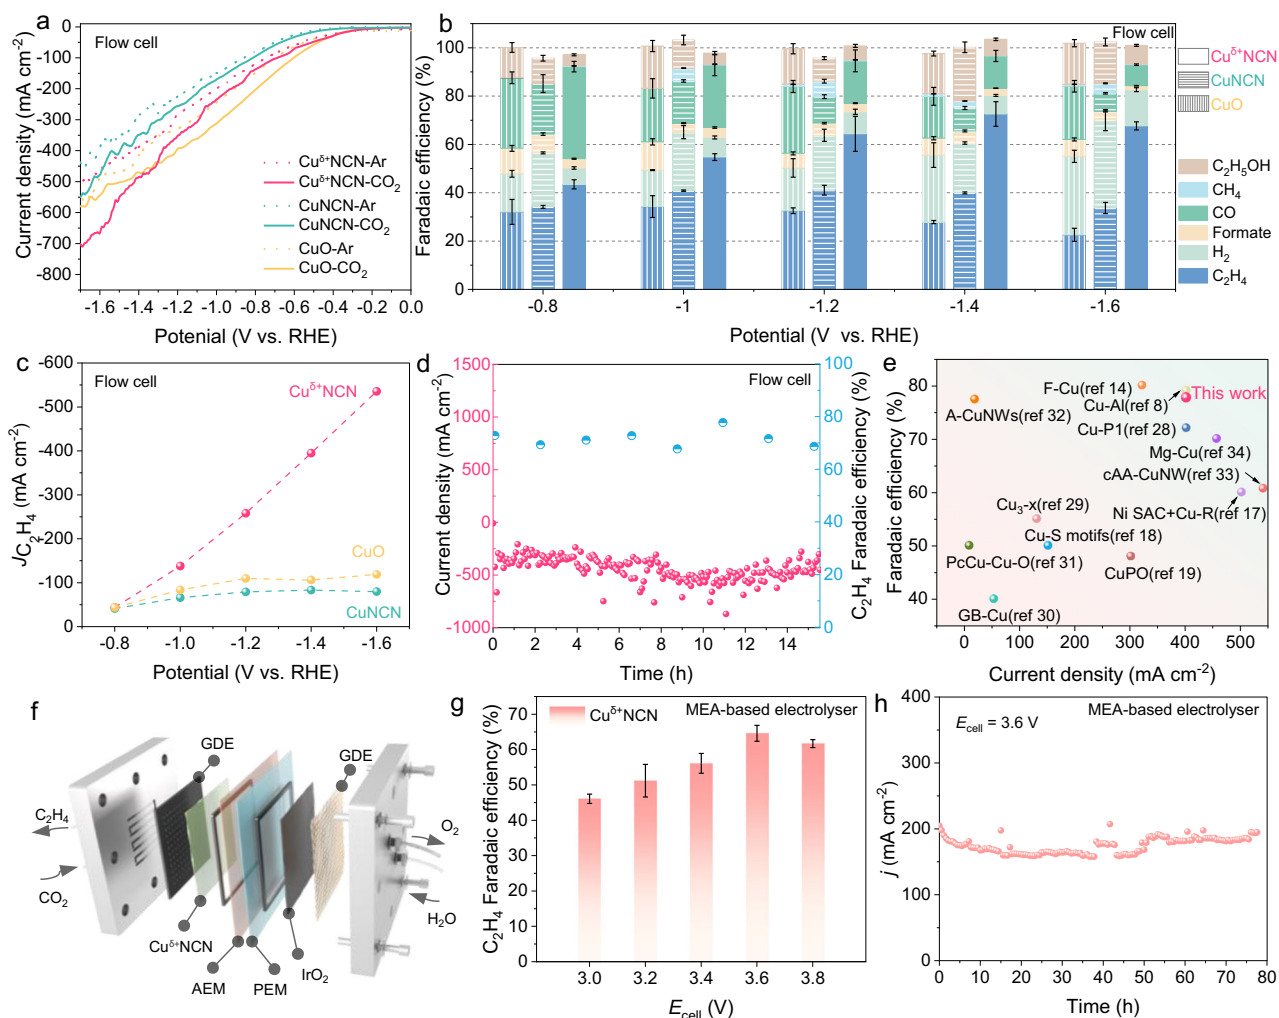 a
Flow cell
Current density (mA cm⁻²)
0
-100
-200
-300
-400
-500
-600
-700
-800
Cu^δ+NCN-Ar
Cu^δ+NCN-CO₂
CuNCN-Ar
CuNCN-CO₂
CuO-Ar
CuO-CO₂
-1.6 -1.4 -1.2 -1.0 -0.8 -0.6 -0.4 -0.2 0.0
Potenial (V vs. RHE)
b
Flow cell
Faradaic efficiency (%)
100
80
60
40
20
0
-0.8 -1 -1.2 -1.4 -1.6
Potential (V vs. RHE)
Cu^δ+NCN
CuNCN
CuO
C₂H₅OH
CH₄
CO
Formate
H₂
C₂H₄
c
Flow cell
J C₂H₄ (mA cm⁻²)
-600
-500
-400
-300
-200
-100
0
Cu^δ+NCN
CuO
CuNCN
-0.8 -1.0 -1.2 -1.4 -1.6
Potential (V vs. RHE)
d
Flow cell
Current density (mA cm⁻²)
1500
1000
500
0
-500
-1000
C₂H₄ Faradaic efficiency (%)
100
80
60
40
20
0
0 2 4 6 8 10 12 14
Time (h)
e
Faradaic efficiency (%)
80
70
60
50
40
F-Cu(ref 14)
Cu-Al(ref 8)
This work
A-CuNWs(ref 32)
Cu-P1(ref 28)
Mg-Cu(ref 34)
cAA-CuNW(ref 33)
Ni SAC+Cu-R(ref 17)
Cu₃-x(ref 29)
Cu-S motifs(ref 18)
PcCu-Cu-O(ref 31)
CuPO(ref 19)
GB-Cu(ref 30)
0 100 200 300 400 500
Current density (mA cm⁻²)
f
GDE
GDE
C₂H₄
CO₂
O₂
H₂O
Cu^δ+NCN
AEM
PEM
IrO₂
g
Cu^δ+NCN
MEA-based electrolyser
C₂H₄ Faradaic efficiency (%)
70
60
50
40
30
20
10
0
3.0 3.2 3.4 3.6 3.8
E_cell (V)
h
MEA-based electrolyser
E_cell = 3.6 V
j (mA cm⁻²)
400
300
200
100
0
0 10 20 30 40 50 60 70 80
Time (h)